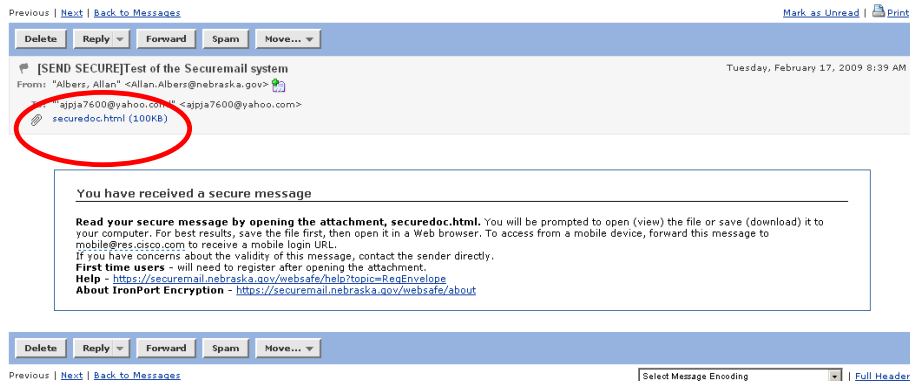 Previous | Next | Back to Messages Mark as Unread | Print
Delete Reply Forward Spam Move...
[SEND SECURE]Test of the Securemail system Tuesday, February 17, 2009 8:39 AM
From: "Albers, Allan" <Allan.Albers@nebraska.gov>
To: "'ajpja7600@yahoo.com'" <ajpja7600@yahoo.com>
securedoc.html (100KB)
You have received a secure message
Read your secure message by opening the attachment, securedoc.html. You will be prompted to open (view) the file or save (download) it to
your computer. For best results, save the file first, then open it in a Web browser. To access from a mobile device, forward this message to
mobile@res.cisco.com to receive a mobile login URL.
If you have concerns about the validity of this message, contact the sender directly.
First time users - will need to register after opening the attachment.
Help - https://securemail.nebraska.gov/websafe/help?topic=RegEnvelope
About IronPort Encryption - https://securemail.nebraska.gov/websafe/about
Delete Reply Forward Spam Move...
Previous | Next | Back to Messages Select Message Encoding | Full Header